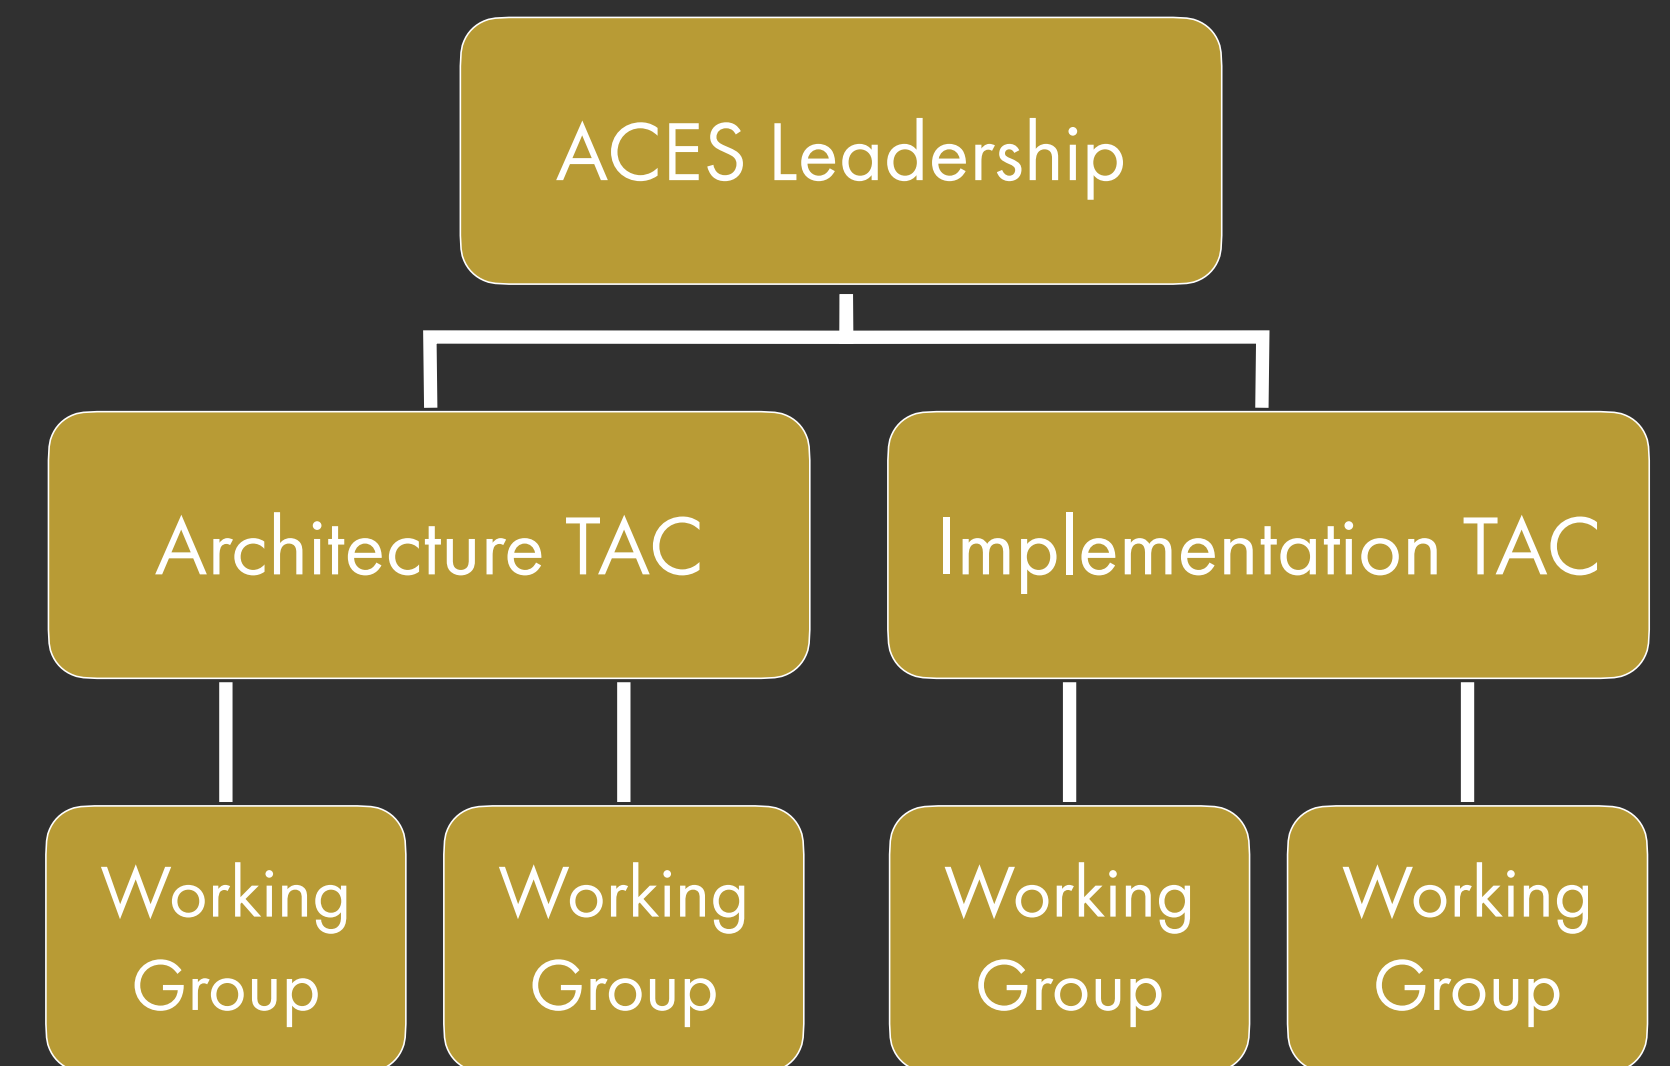 ACES Leadership
Architecture TAC
Implementation TAC
Working
Group
Working
Group
Working
Group
Working
Group